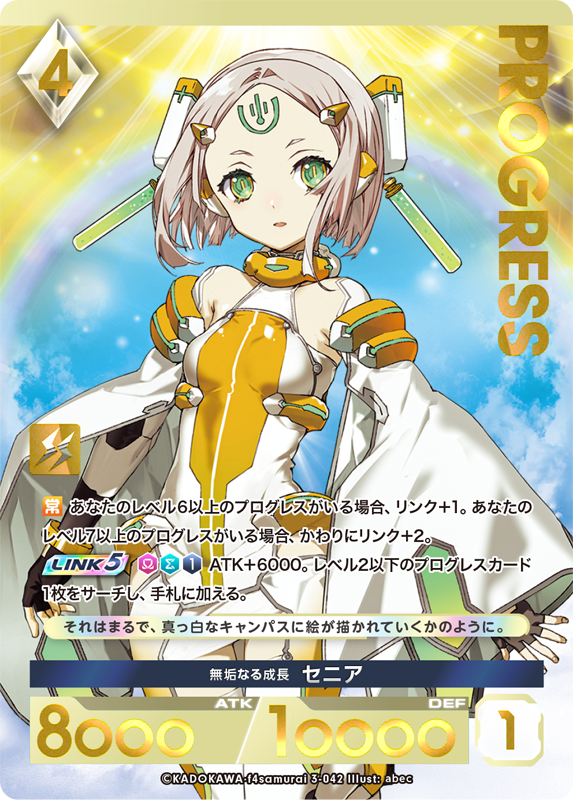 4
PROGRESS
常 あなたのレベル6以上のプログレスがいる場合、リンク+1。あなたの
レベル7以上のプログレスがいる場合、かわりにリンク+2。
LINK 5 Ω Σ 1 ATK+6000。レベル2以下のプログレスカード
1枚をサーチし、手札に加える。
それはまるで、真っ白なキャンバスに絵が描かれていくかのように。
無垢なる成長 セニア
ATK DEF
8000 10000 1
©KADOKAWA-f4samurai 3-042 Illust: abec